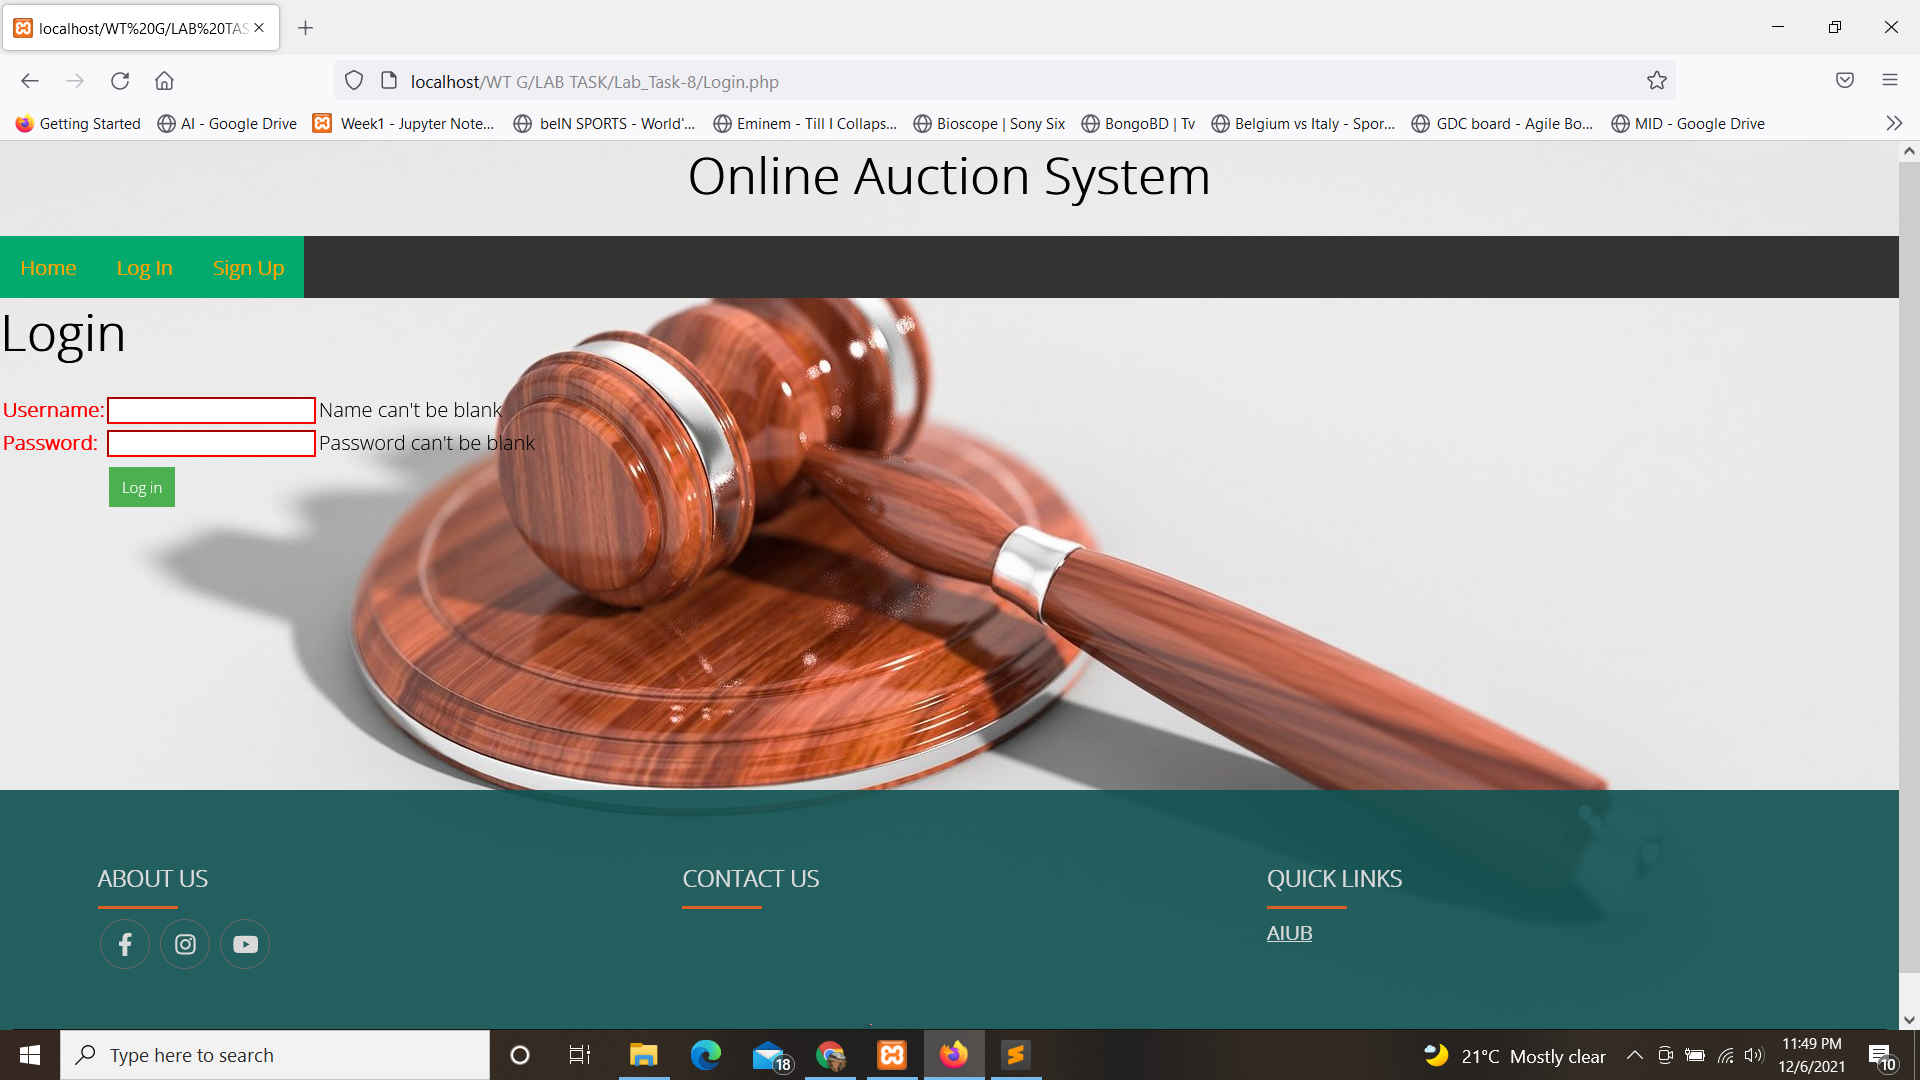 localhost/WT%20G/LAB%20TAS
localhost/WT G/LAB TASK/Lab_Task-8/Login.php
Getting Started AI - Google Drive Week1 - Jupyter Note... beIN SPORTS - World'... Eminem - Till I Collaps... Bioscope | Sony Six BongoBD | Tv Belgium vs Italy - Spor... GDC board - Agile Bo... MID - Google Drive
Online Auction System
Home Log In Sign Up
Login
Username: Name can't be blank
Password: Password can't be blank
Log in
ABOUT US CONTACT US QUICK LINKS
AIUB
Type here to search 18 21°C Mostly clear 11:49 PM
12/6/2021 10